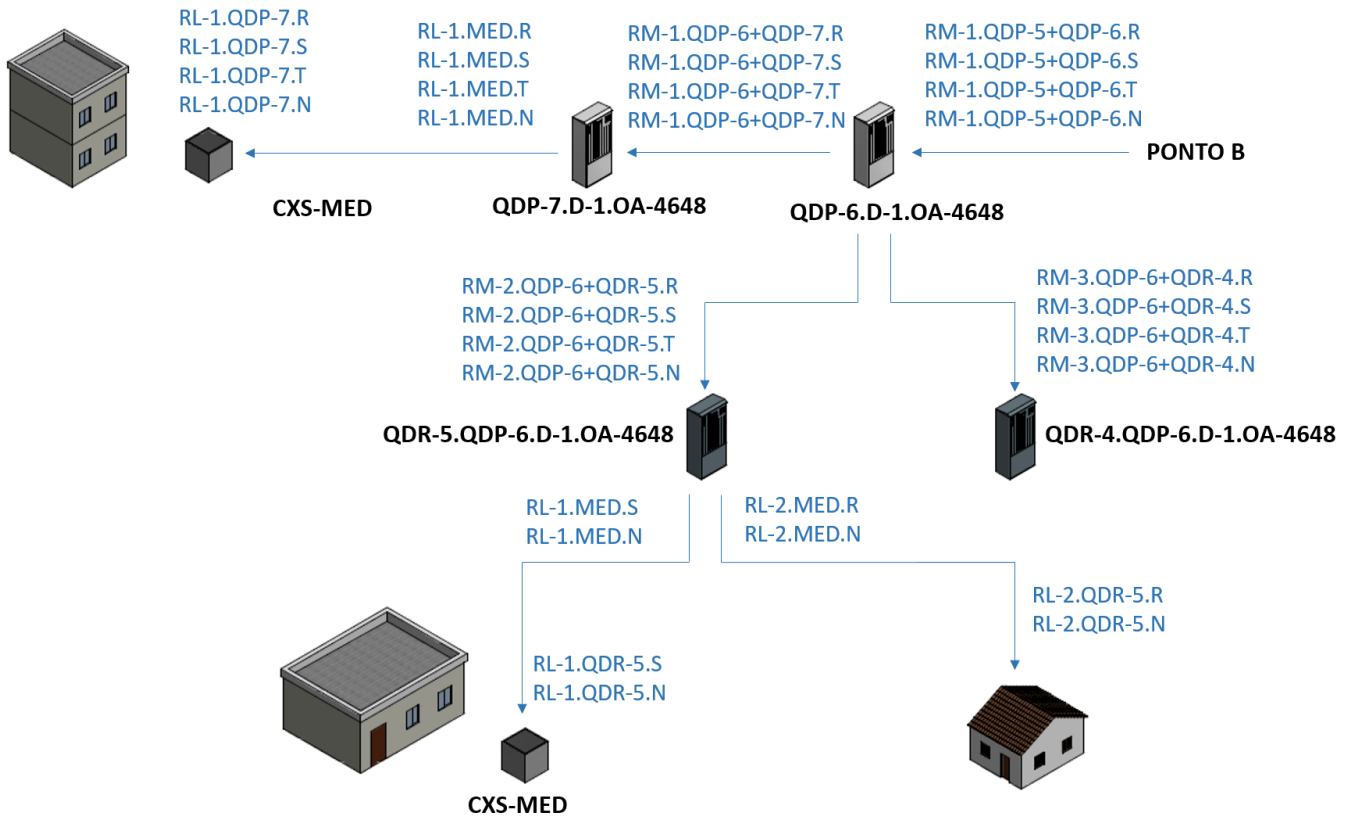 RL-1.QDP-7.R
RL-1.QDP-7.S
RL-1.QDP-7.T
RL-1.QDP-7.N
RL-1.MED.R
RL-1.MED.S
RL-1.MED.T
RL-1.MED.N
RM-1.QDP-6+QDP-7.R
RM-1.QDP-6+QDP-7.S
RM-1.QDP-6+QDP-7.T
RM-1.QDP-6+QDP-7.N
RM-1.QDP-5+QDP-6.R
RM-1.QDP-5+QDP-6.S
RM-1.QDP-5+QDP-6.T
RM-1.QDP-5+QDP-6.N
PONTO B
CXS-MED
QDP-7.D-1.OA-4648
QDP-6.D-1.OA-4648
RM-2.QDP-6+QDR-5.R
RM-2.QDP-6+QDR-5.S
RM-2.QDP-6+QDR-5.T
RM-2.QDP-6+QDR-5.N
RM-3.QDP-6+QDR-4.R
RM-3.QDP-6+QDR-4.S
RM-3.QDP-6+QDR-4.T
RM-3.QDP-6+QDR-4.N
QDR-5.QDP-6.D-1.OA-4648
QDR-4.QDP-6.D-1.OA-4648
RL-1.MED.S
RL-1.MED.N
RL-2.MED.R
RL-2.MED.N
RL-2.QDR-5.R
RL-2.QDR-5.N
RL-1.QDR-5.S
RL-1.QDR-5.N
CXS-MED